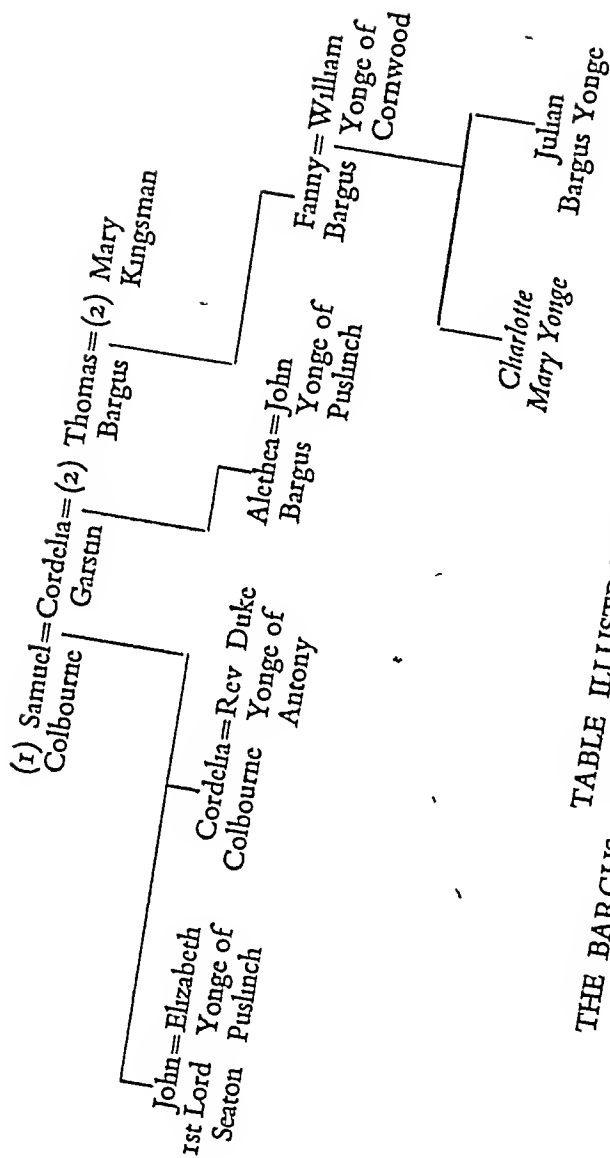 (1) Samuel=Cordelia=(2) Thomas=(2) Mary
Colbourne Garstin Bargus Kingsman
John=Elizabeth
1st Lord Yonge of
Seaton Puslinch
Cordelia=Rev Duke
Colbourne Yonge of
Antony
Alethea=John
Bargus Yonge of
Puslinch
Fanny=William
Bargus Yonge of
Cornwood
Charlotte
Mary Yonge
Julian
Bargus Yonge
TABLE
THE BARGUS